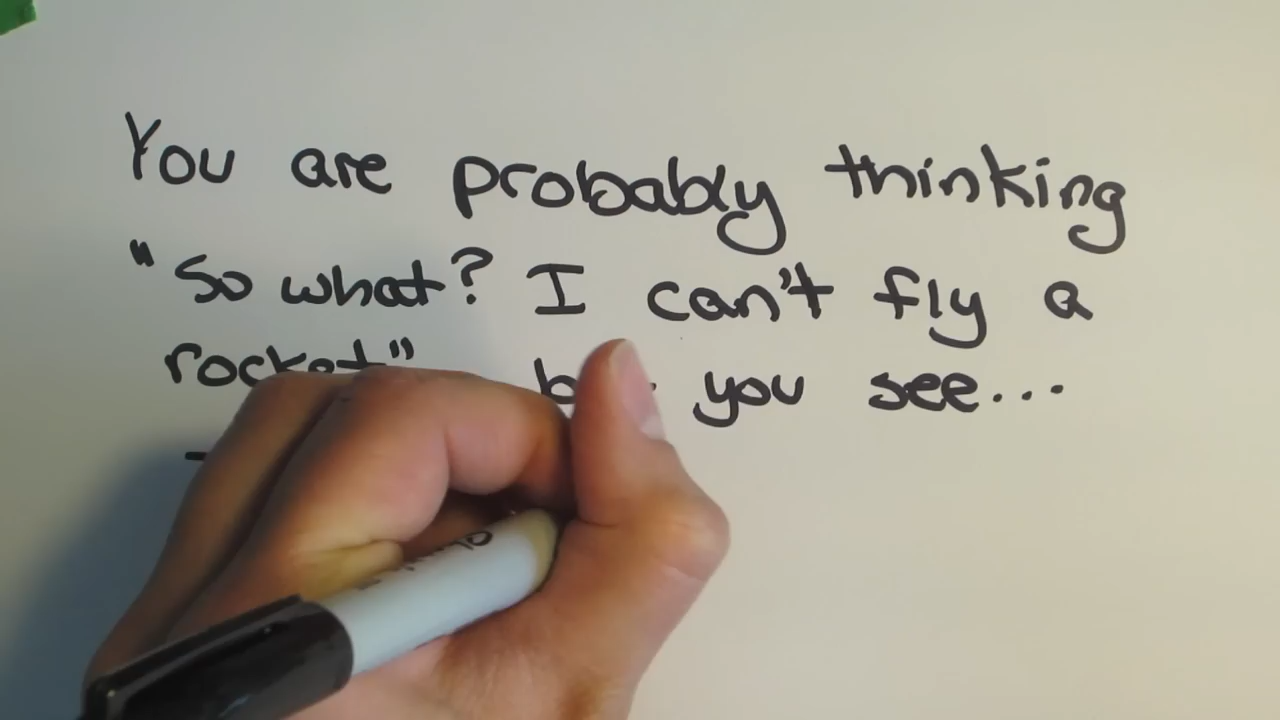 You are probably thinking
"So what? I can't fly a
rocket" you see...